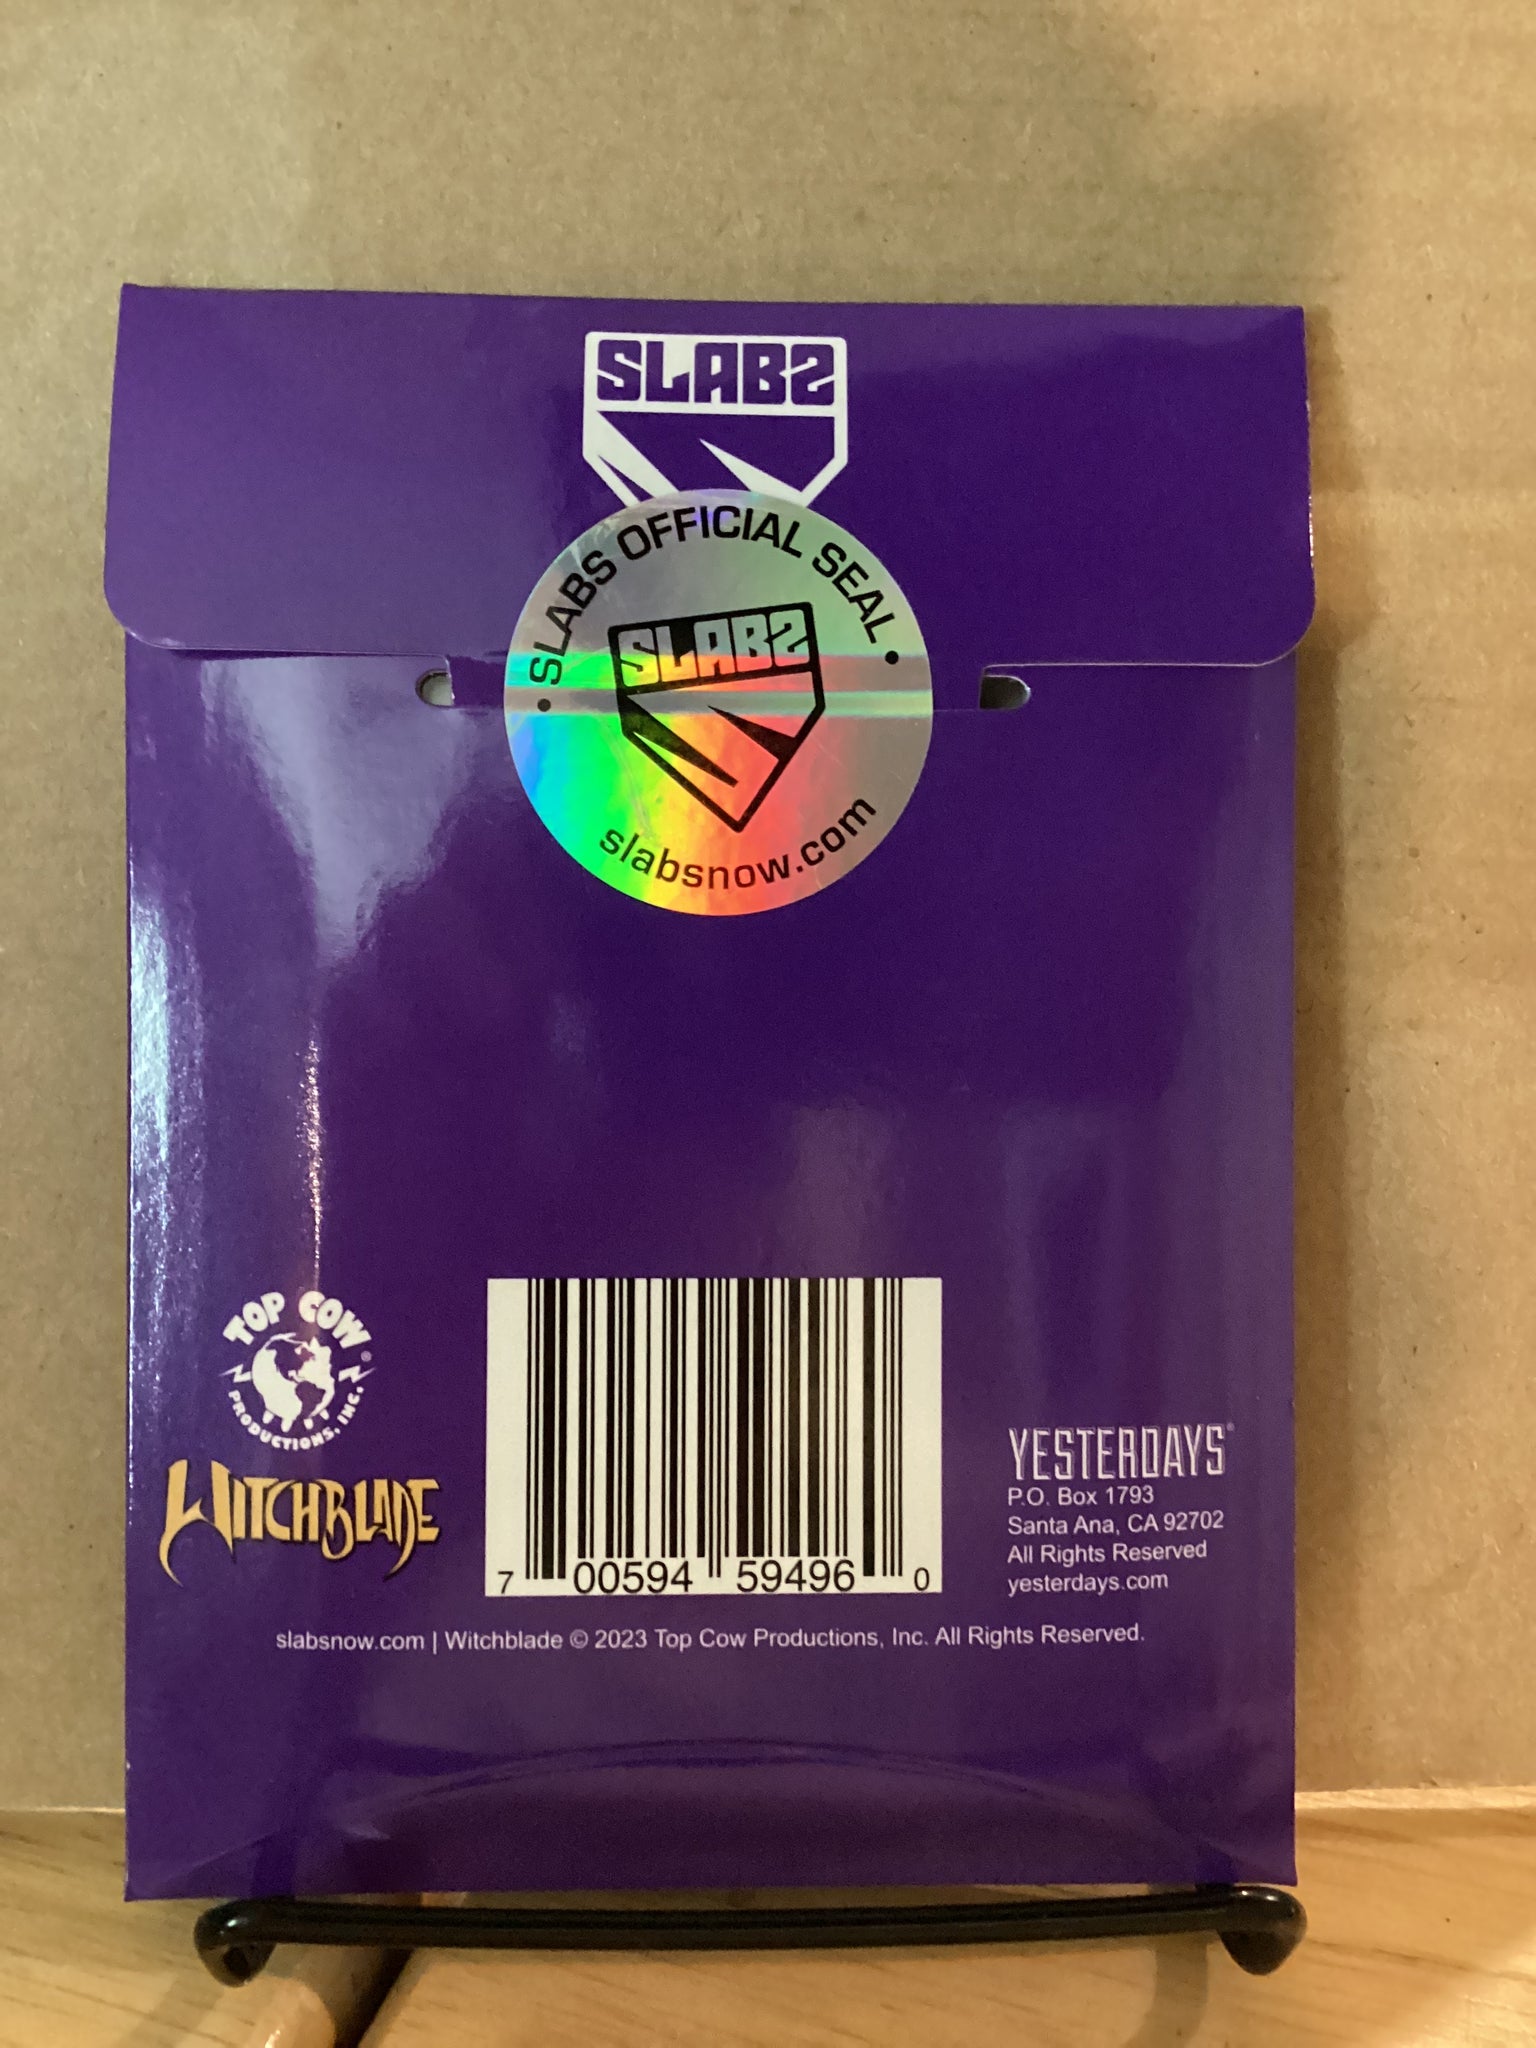 SLABS
SLABS OFFICIAL SEAL
SLABS
slabsnow.com
TOP COW®
PRODUCTIONS, INC.
WITCHBLADE
7 00594 59496 0
YESTERDAYS®
P.O. Box 1793
Santa Ana, CA 92702
All Rights Reserved
yesterdays.com
slabsnow.com | Witchblade © 2023 Top Cow Productions, Inc. All Rights Reserved.